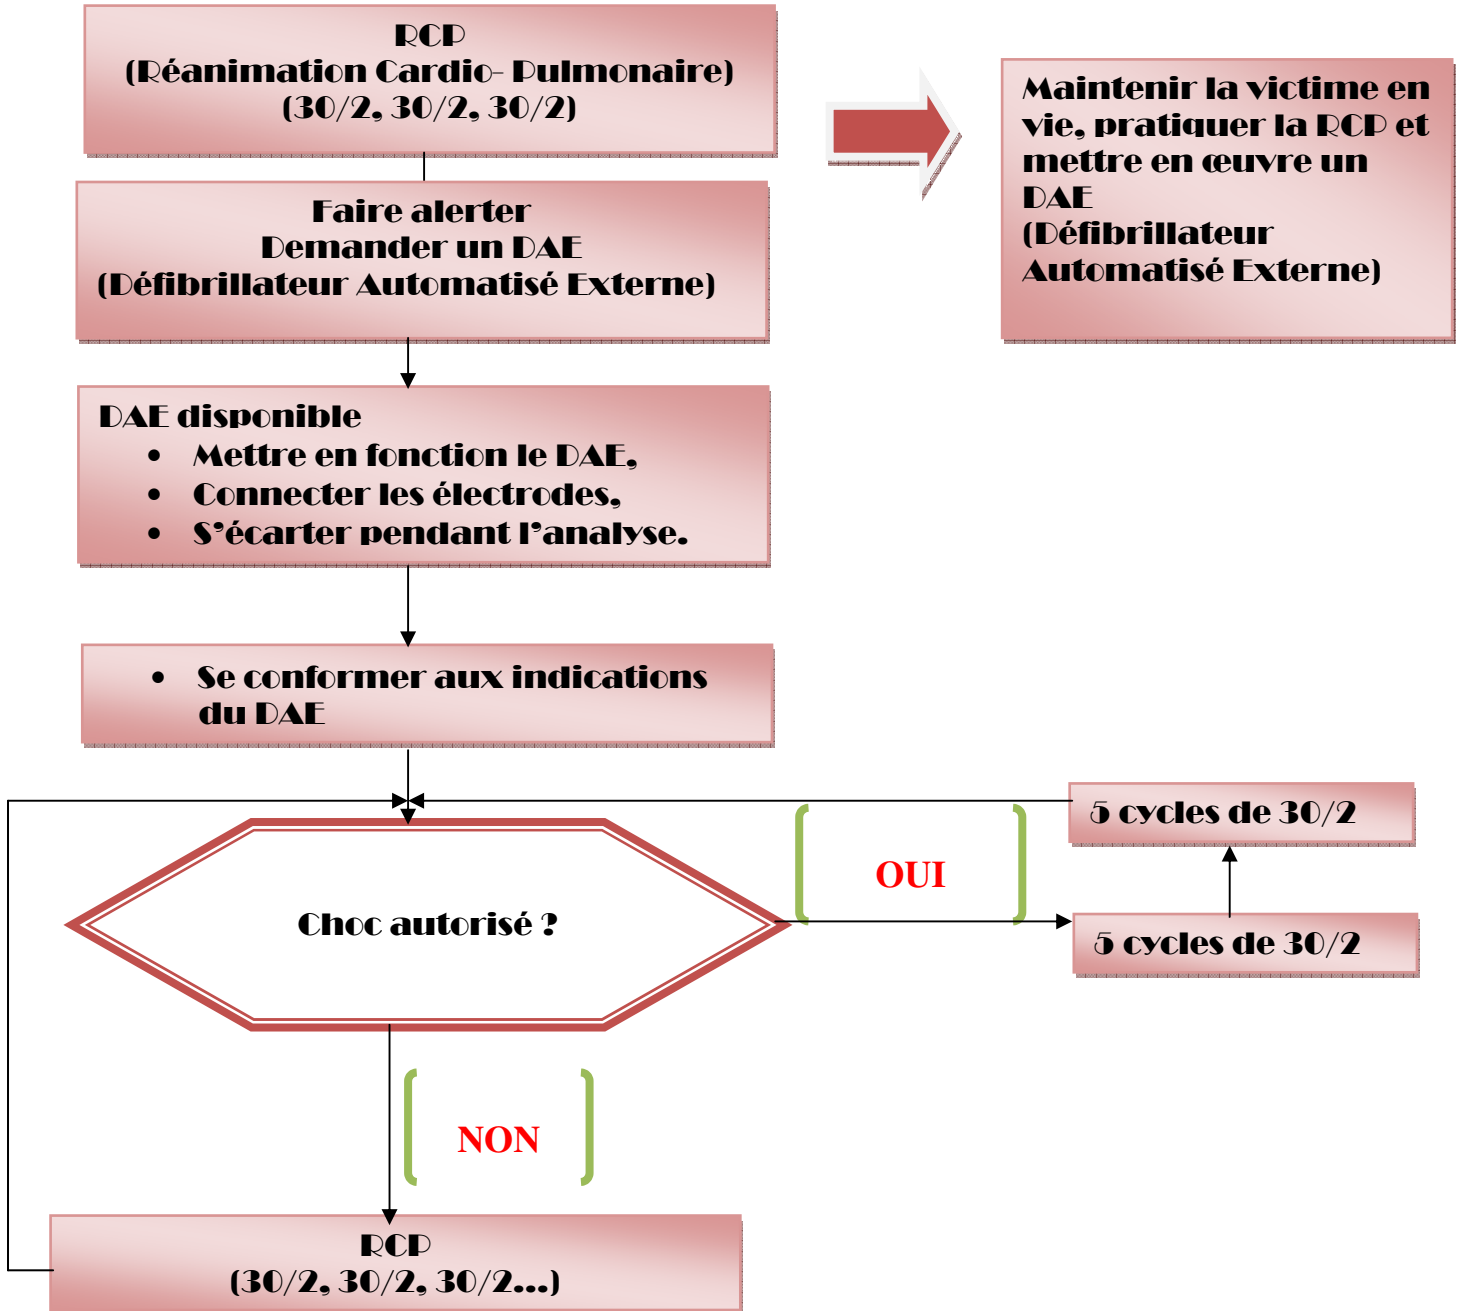 RCP
(Réanimation Cardio- Pulmonaire)
(30/2, 30/2, 30/2)
Maintenir la victime en
vie, pratiquer la RCP et
mettre en œuvre un
DAE
(Défibrillateur
Automatisé Externe)
Faire alerter
Demander un DAE
(Défibrillateur Automatisé Externe)
DAE disponible
• Mettre en fonction le DAE,
• Connecter les électrodes,
• S'écarter pendant l'analyse.
• Se conformer aux indications
du DAE
5 cycles de 30/2
OUI
Choc autorisé ?
5 cycles de 30/2
NON
RCP
(30/2, 30/2, 30/2...)